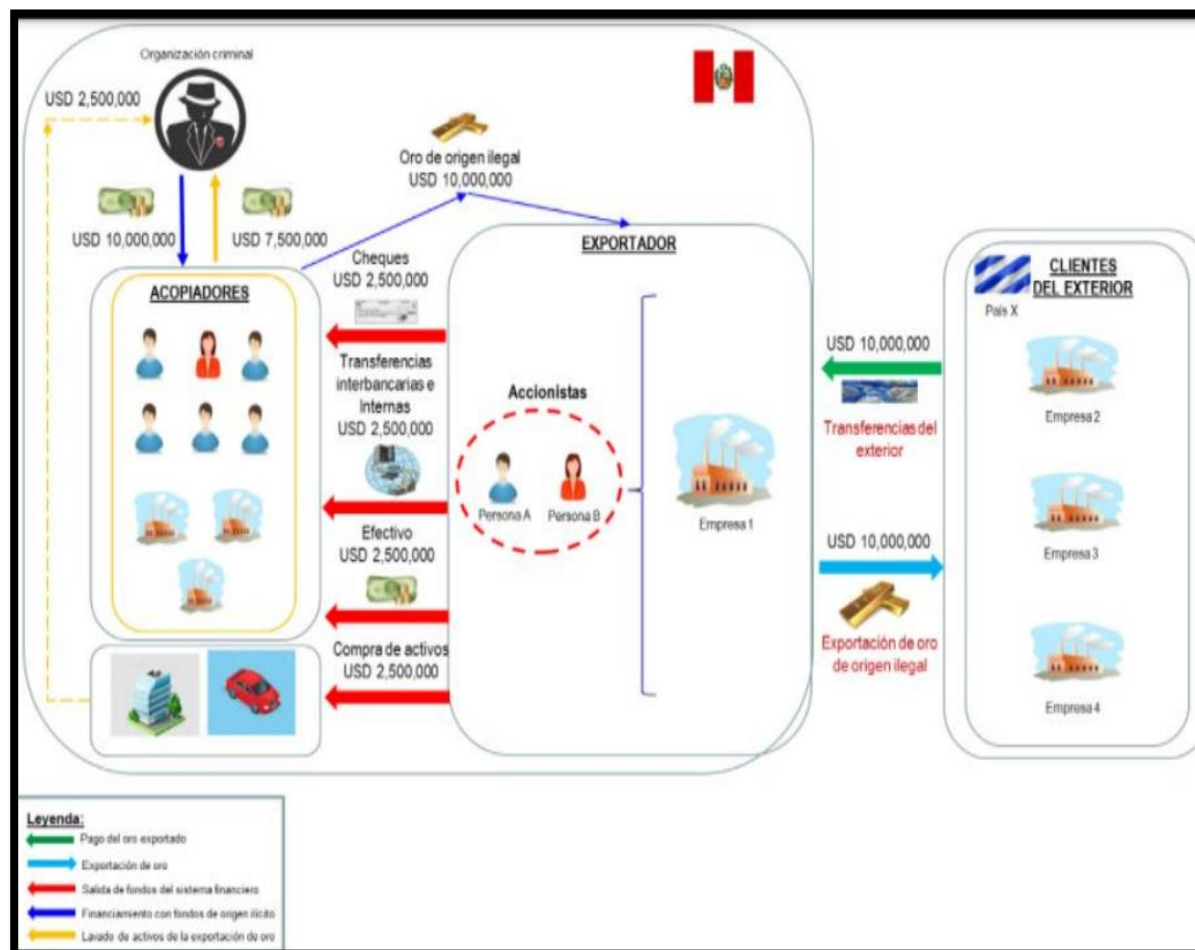 Organización criminal
USD 2,500,000
USD 10,000,000
USD 7,500,000
Oro de origen ilegal
USD 10,000,000
ACOPIADORES
Cheques
USD 2,500,000
Transferencias
interbancarias e
Internas
USD 2,500,000
Efectivo
USD 2,500,000
Compra de activos
USD 2,500,000
EXPORTADOR
Accionistas
Persona A
Persona B
Empresa 1
USD 10,000,000
Transferencias del
exterior
USD 10,000,000
Exportación de oro
de origen ilegal
CLIENTES
DEL EXTERIOR
País X
Empresa 2
Empresa 3
Empresa 4
Leyenda:
Pago del oro exportado
Exportación de oro
Salida de fondos del sistema financiero
Financiamiento con fondos de origen ilícito
Lavado de activos de la exportación de oro